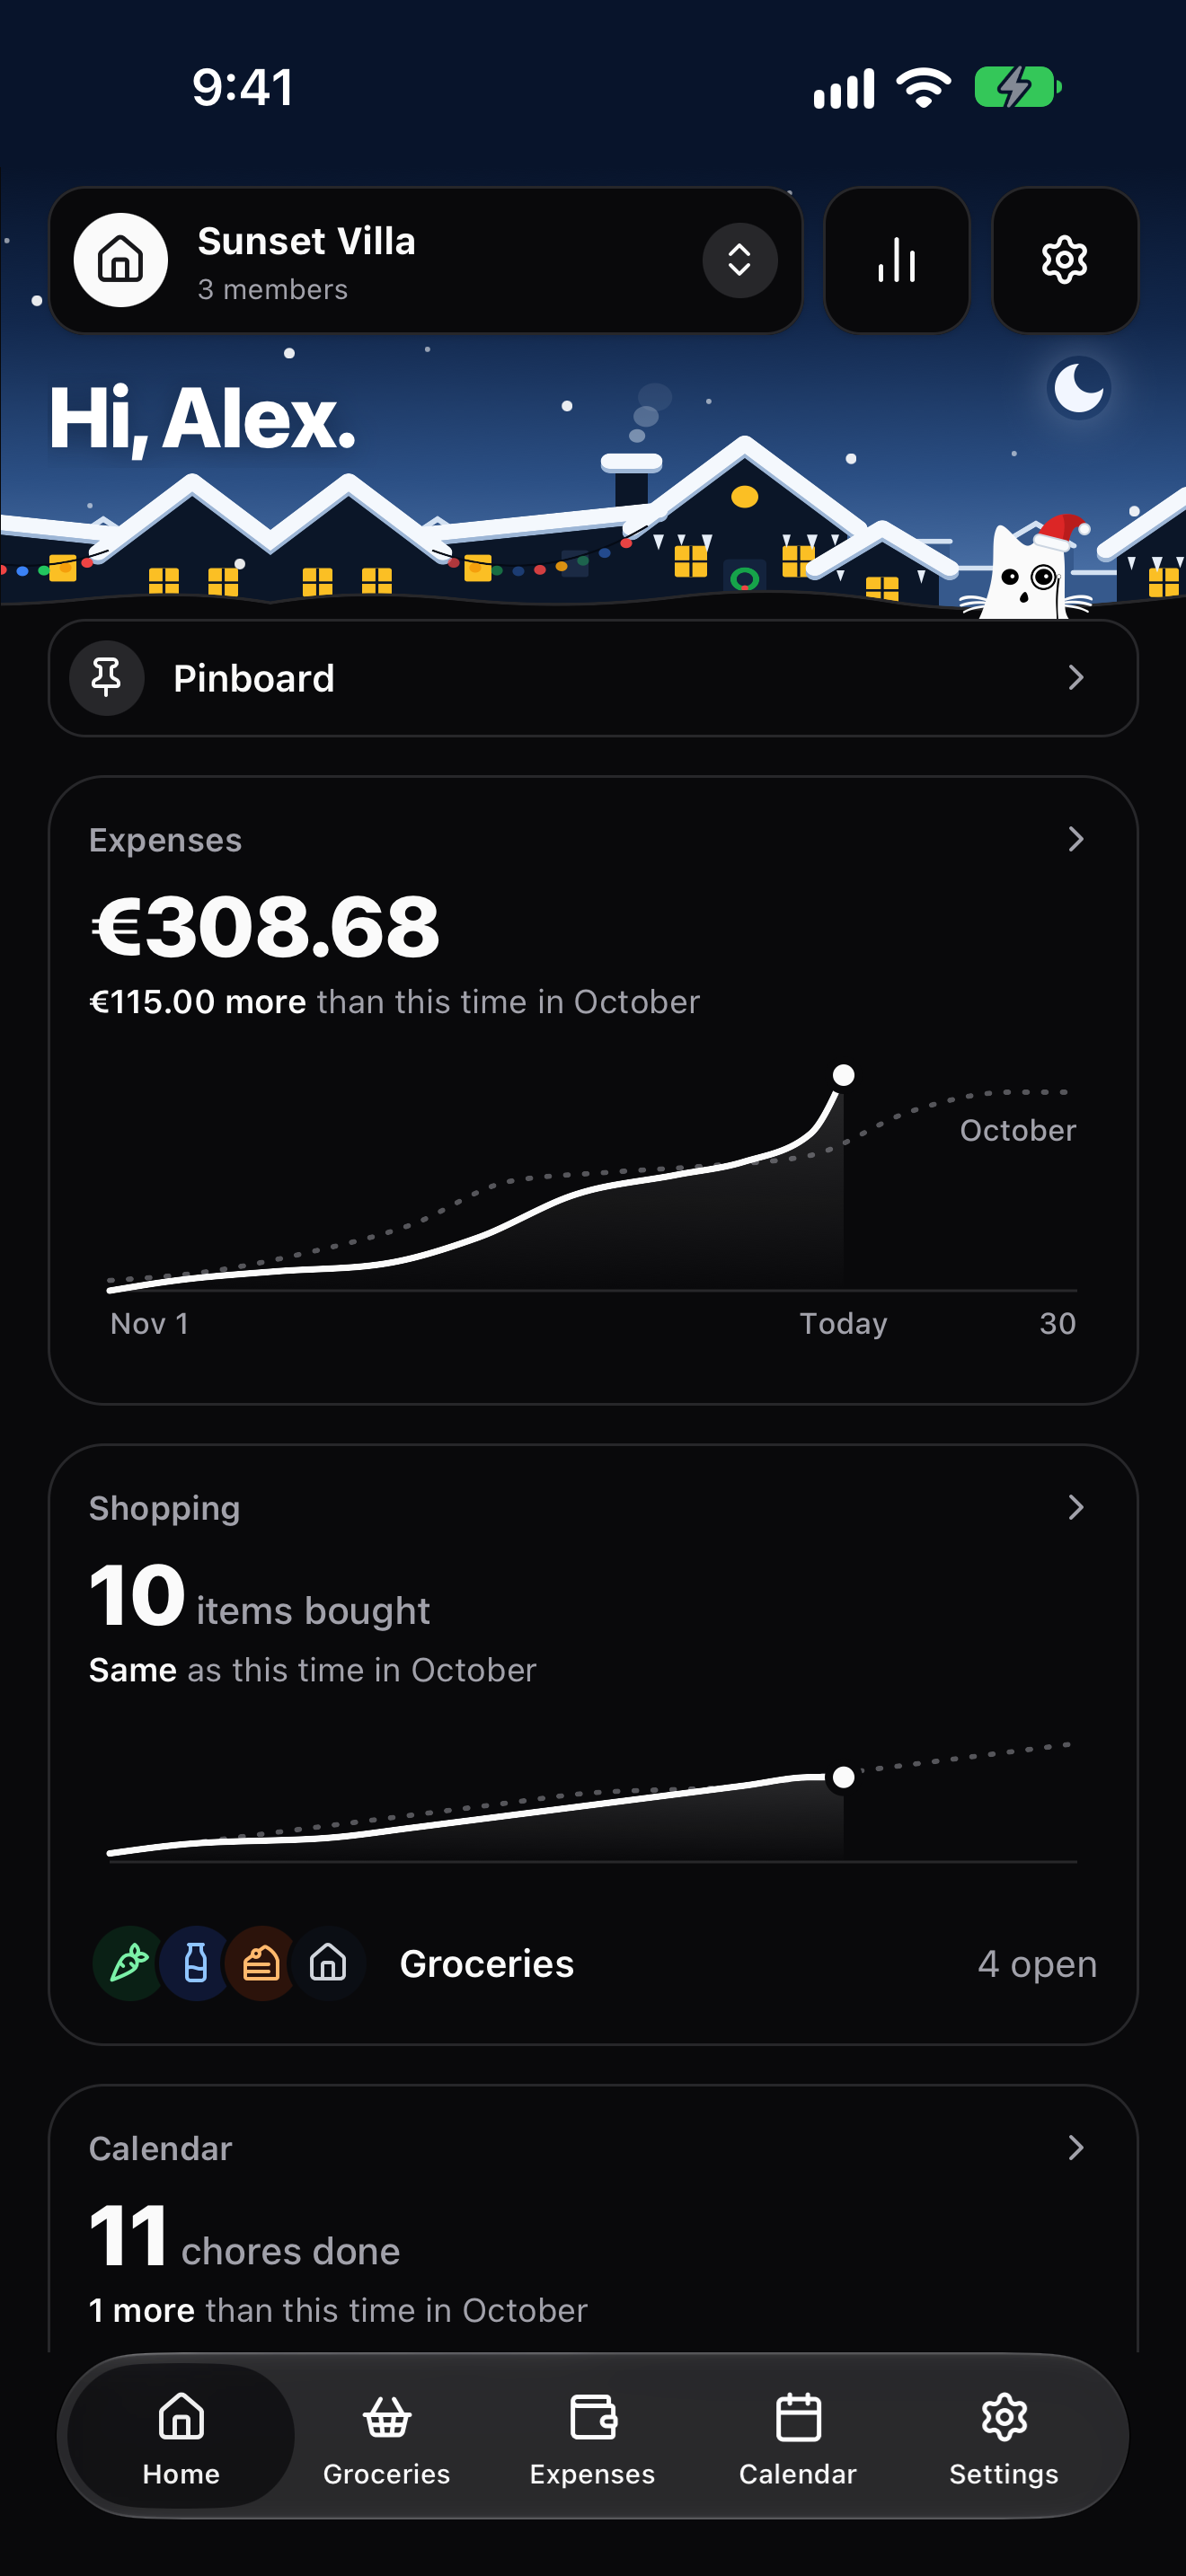 9:41
Sunset Villa
3 members
Hi, Alex.
Pinboard
Expenses
€308.68
€115.00 more than this time in October
October
Nov 1
Today
30
Shopping
10 items bought
Same as this time in October
Groceries
4 open
Calendar
11 chores done
1 more than this time in October
Home
Groceries
Expenses
Calendar
Settings